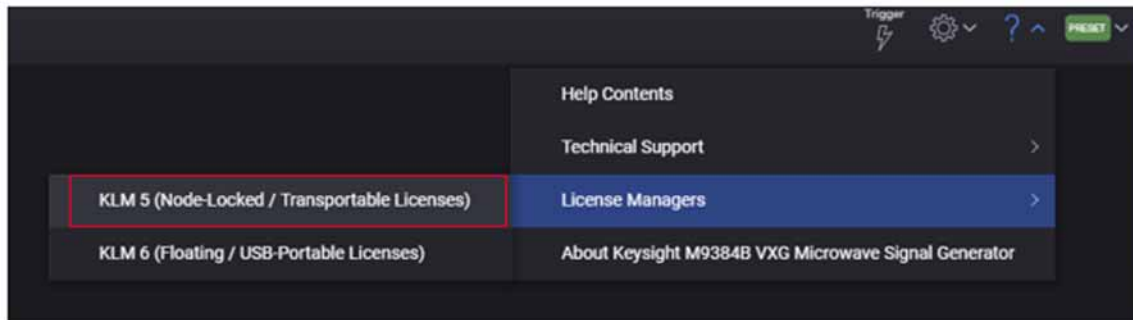 Trigger
? PRESET
Help Contents
Technical Support
KLM 5 (Node-Locked / Transportable Licenses)
License Managers
KLM 6 (Floating / USB-Portable Licenses)
About Keysight M9384B VXG Microwave Signal Generator